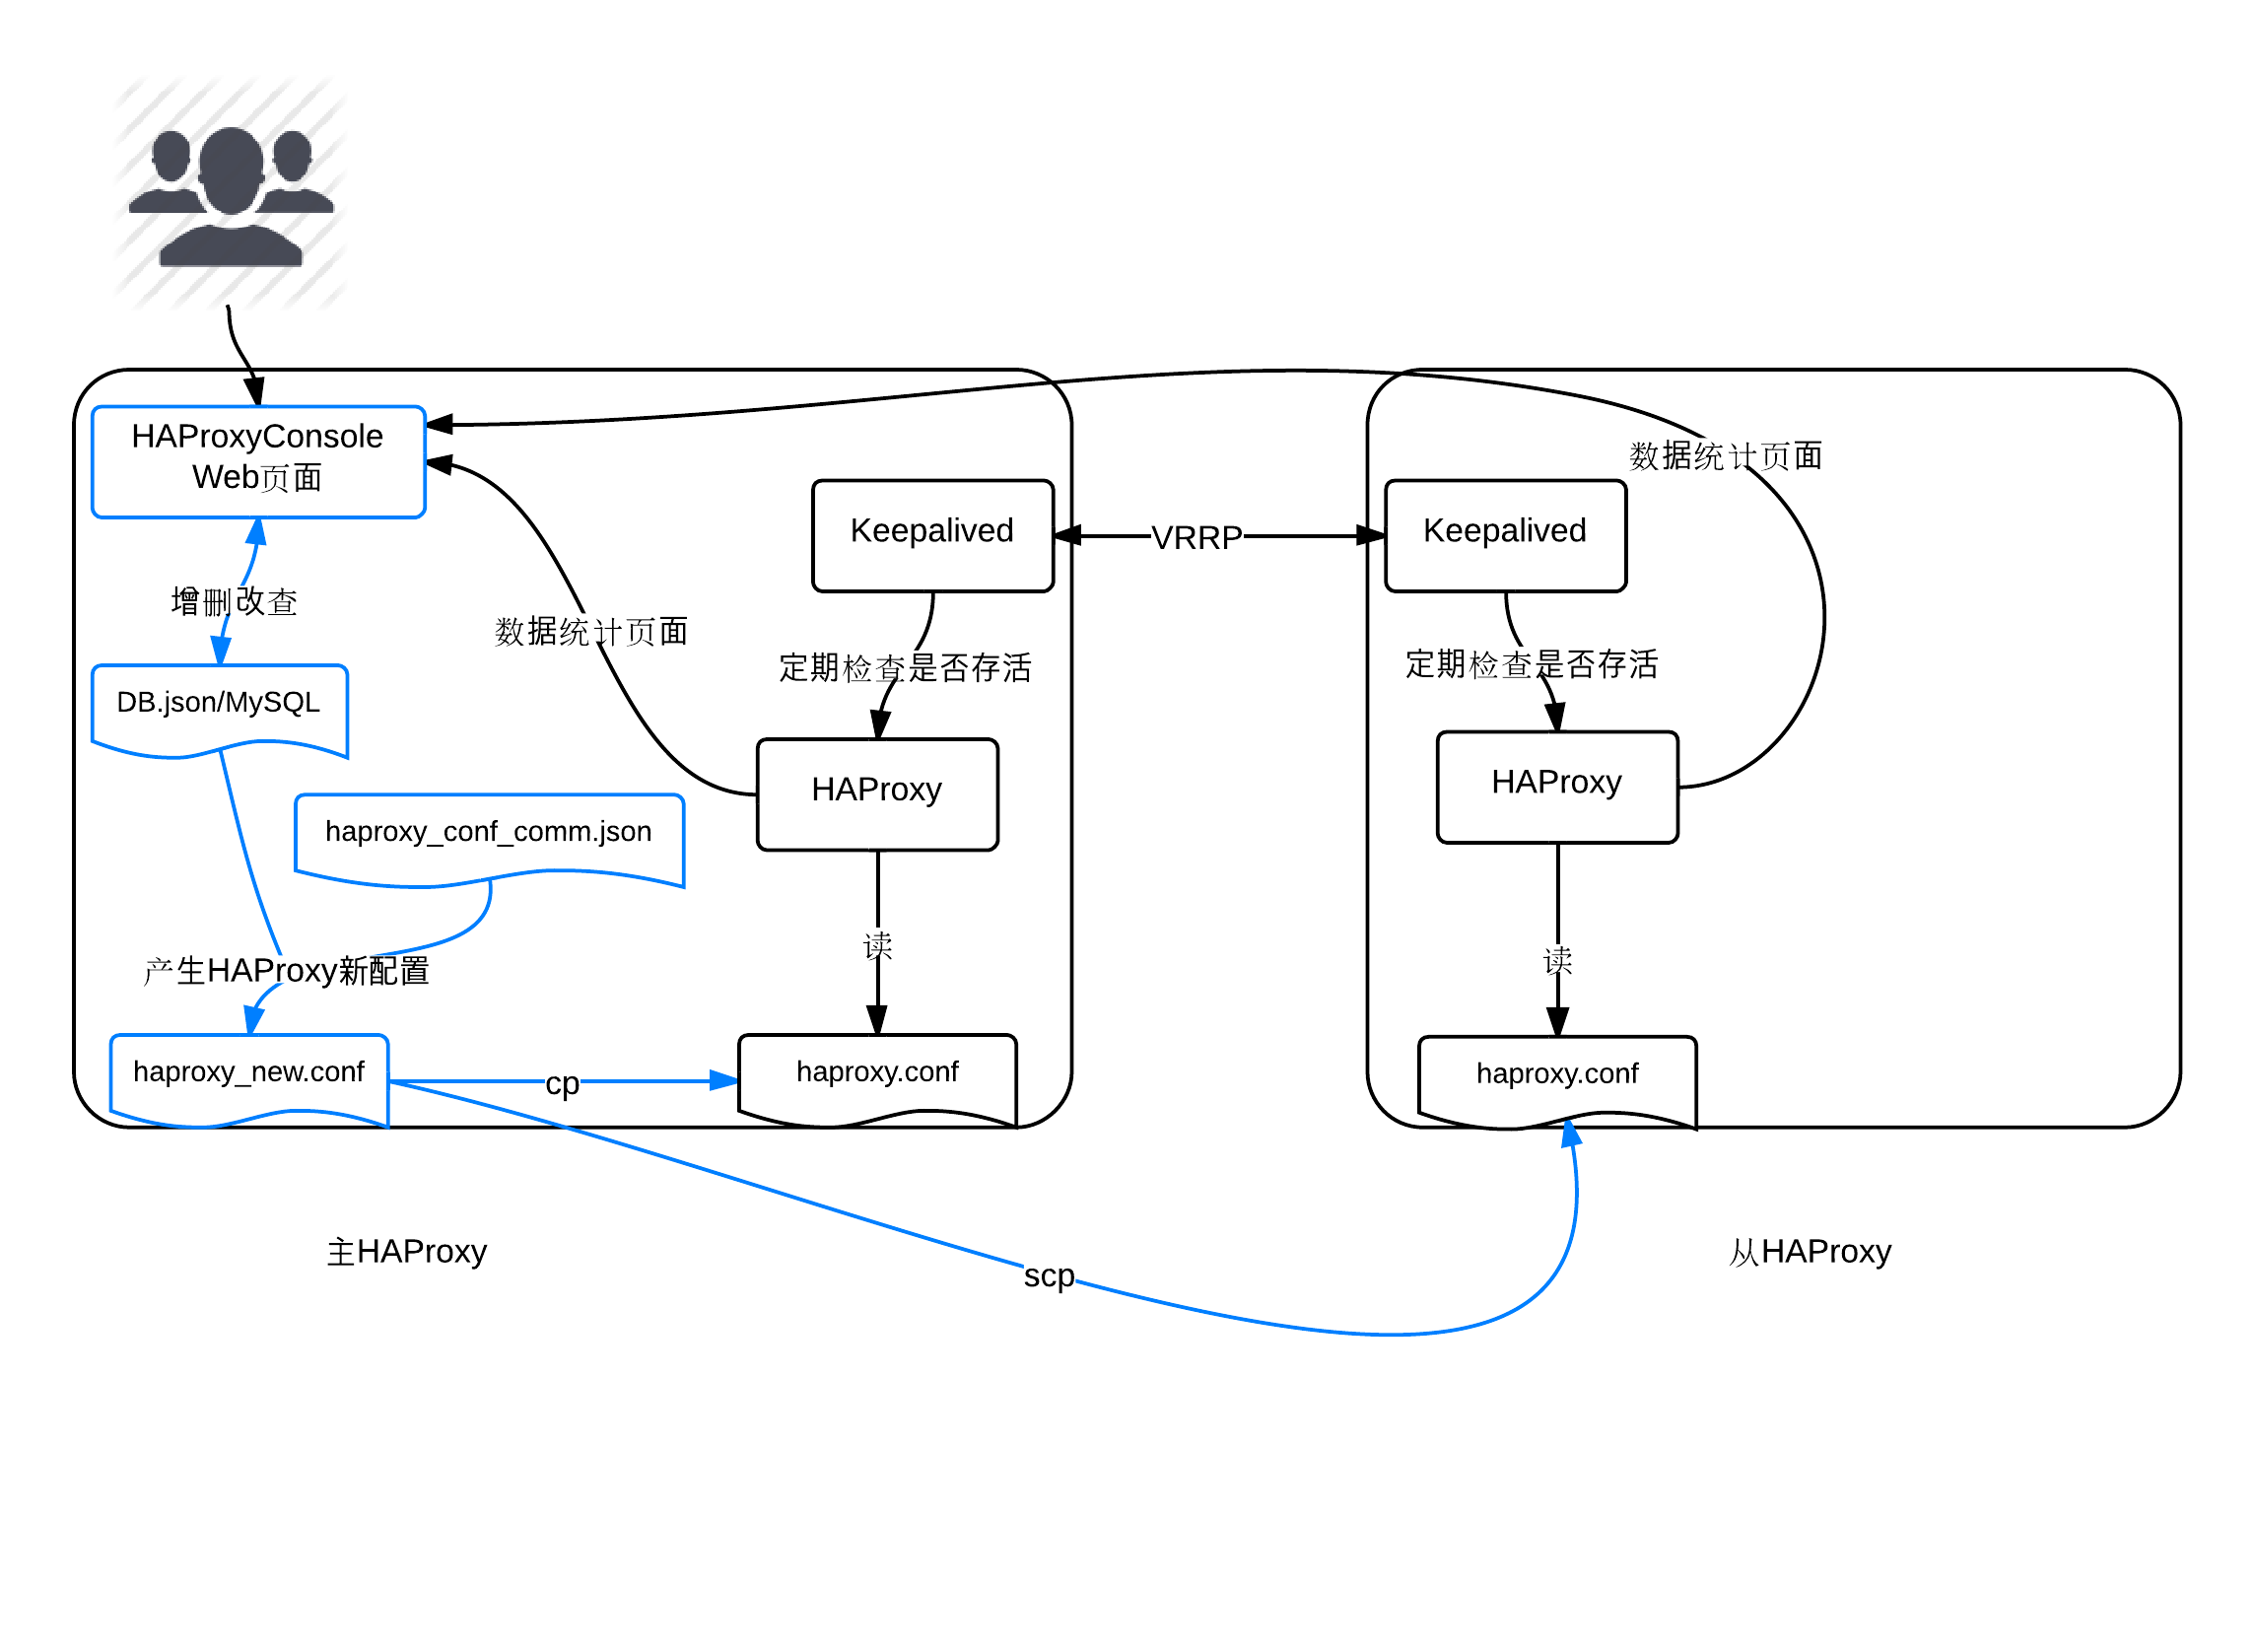 HAProxyConsole
Web页面
数据统计页面
Keepalived
VRRP
Keepalived
增删改查
数据统计页面
定期检查是否存活
定期检查是否存活
DB.json/MySQL
HAProxy
HAProxy
haproxy_conf_comm.json
读
读
产生HAProxy新配置
haproxy_new.conf
cp
haproxy.conf
haproxy.conf
主HAProxy
scp
从HAProxy